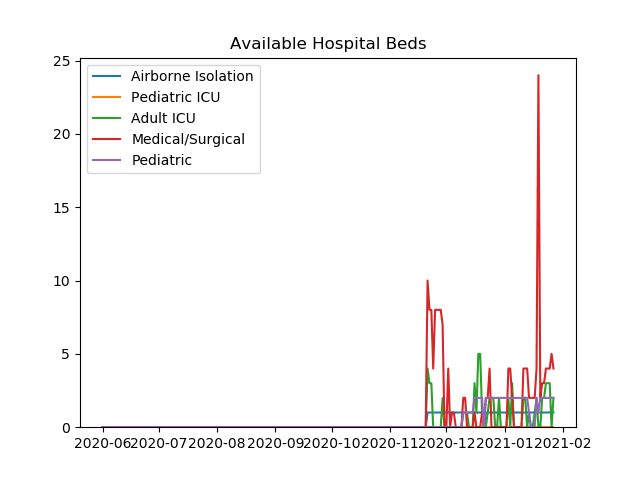 Available Hospital Beds
25
20
15
10
5
0
Airborne Isolation
Pediatric ICU
Adult ICU
Medical/Surgical
Pediatric
2020-06 2020-07 2020-08 2020-09 2020-10 2020-11 2020-12 2021-01 2021-02